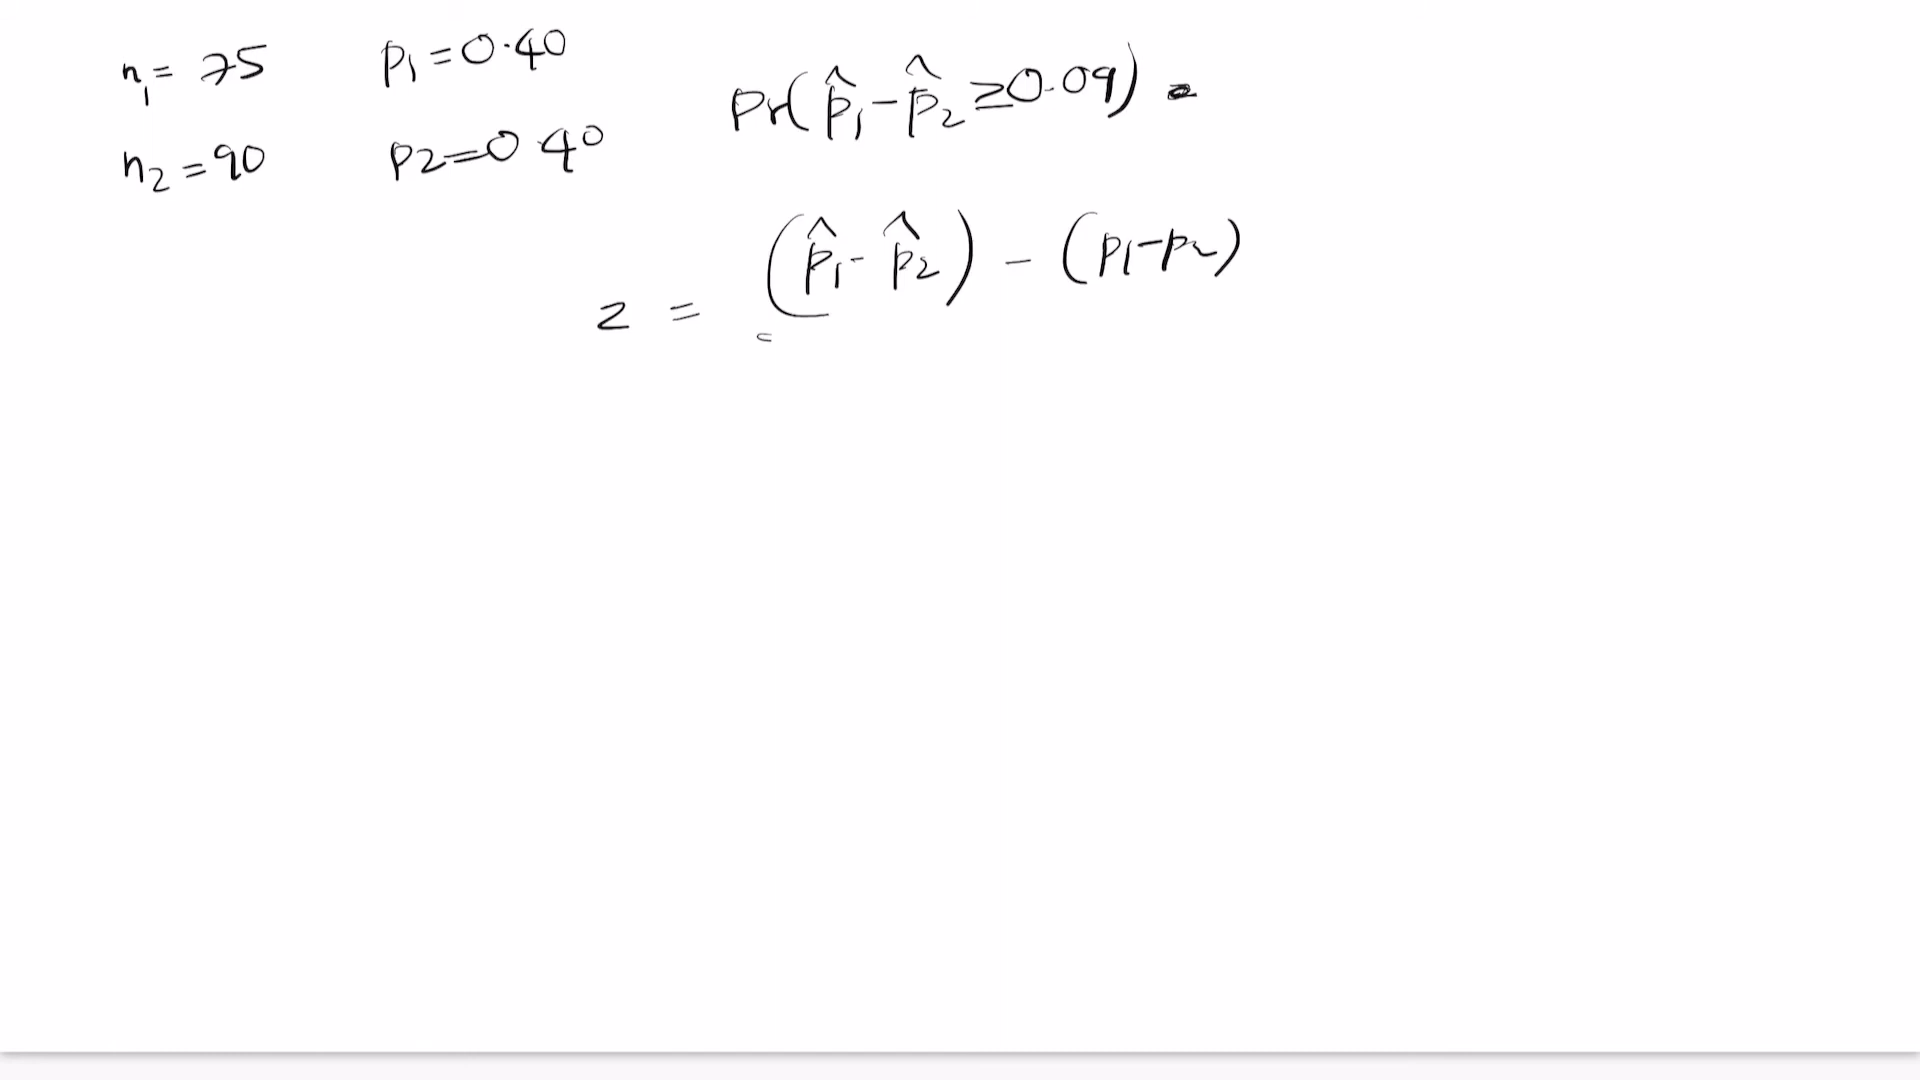 n₁ = 75 p₁ = 0.40
Pr(p̂₁ - p̂₂ ≥ 0.09) =
n₂ = 90 p2 = 0.40
z = (p̂₁ - p̂₂) - (p₁ - p₂)